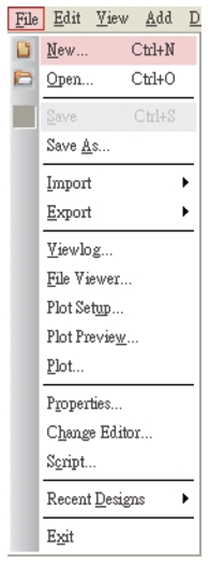 File Edit View Add D
New... Ctrl+N
Open... Ctrl+O
Save Ctrl+S
Save As...
Import
Export
Viewlog...
File Viewer...
Plot Setup...
Plot Preview...
Plot...
Properties...
Change Editor...
Script...
Recent Designs
Exit